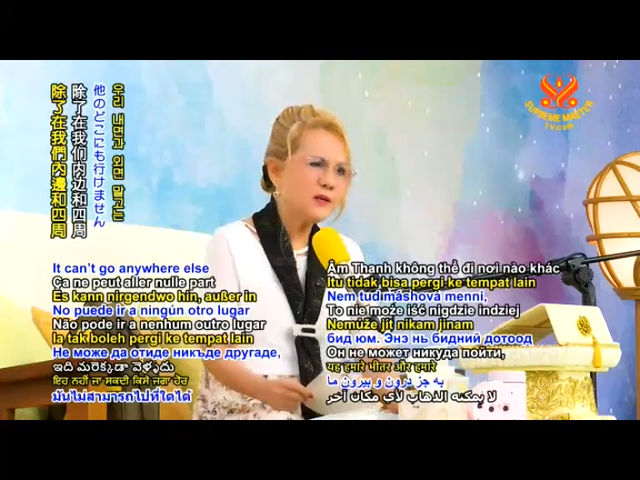 除了在我們內邊和四周
除了在我们内边和四周
他のどこにも行けません
우리 내면과 외면 말고는
SUPREME MASTER
TV.com
It can't go anywhere else
Ça ne peut aller nulle part
Es kann nirgendwo hin, außer in
No puede ir a ningún otro lugar
Não pode ir a nenhum outro lugar
Ia tak boleh pergi ke tempat lain
Не може да отиде никъде другаде,
ఇది మరెక్కడా వెళ్ళదు
ਇਹ ਨਹੀਂ ਜਾ ਸਕਦੀ ਕਿਸੇ ਜਗਾ ਹੋਰ
มันไม่สามารถไปที่ใดได้
Âm Thanh không thể đi nơi nào khác
Itu tidak bisa pergi ke tempat lain
Nem tud máshová menni,
To nie może iść nigdzie indziej
Nemůže jít nikam jinam
бид юм. Энэ нь бидний дотоод
Он не может никуда пойти,
यह हमारे भीतर और हमारे
به جز درون و بیرون ما
لا يمكنه الذهاب لأي مكان آخر